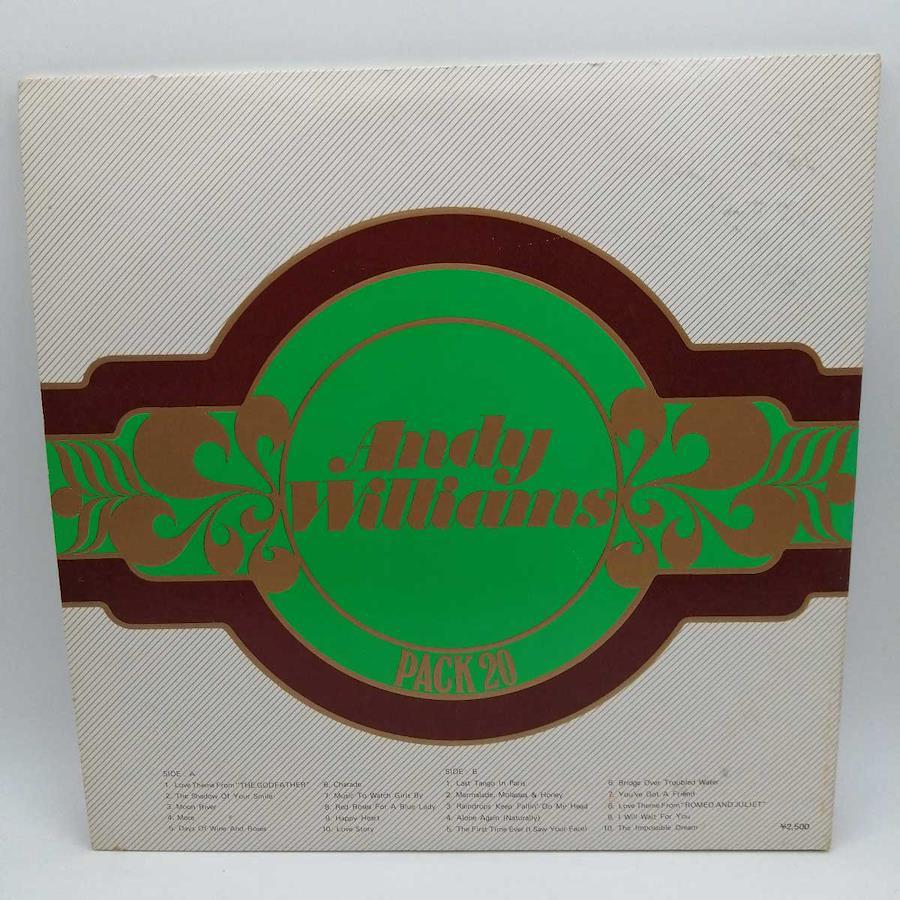 Andy
Williams
PACK 20
SIDE : A
1. Love Theme From "THE GODFATHER"
2. The Shadow Of Your Smile
3. Moon River
4. More
5. Days Of Wine And Roses
6. Charade
7. Music To Watch Girls By
8. Red Roses For A Blue Lady
9. Happy Heart
10. Love Story
SIDE : B
1. Last Tango In Paris
2. Marmalade, Molasses & Honey
3. Raindrops Keep Fallin' On My Head
4. Alone Again (Naturally)
5. The First Time Ever (I Saw Your Face)
6. Bridge Over Troubled Water
7. You've Got A Friend
8. Love Theme From "ROMEO AND JULIET"
9. I Will Wait For You
10. The Impossible Dream
¥2,500